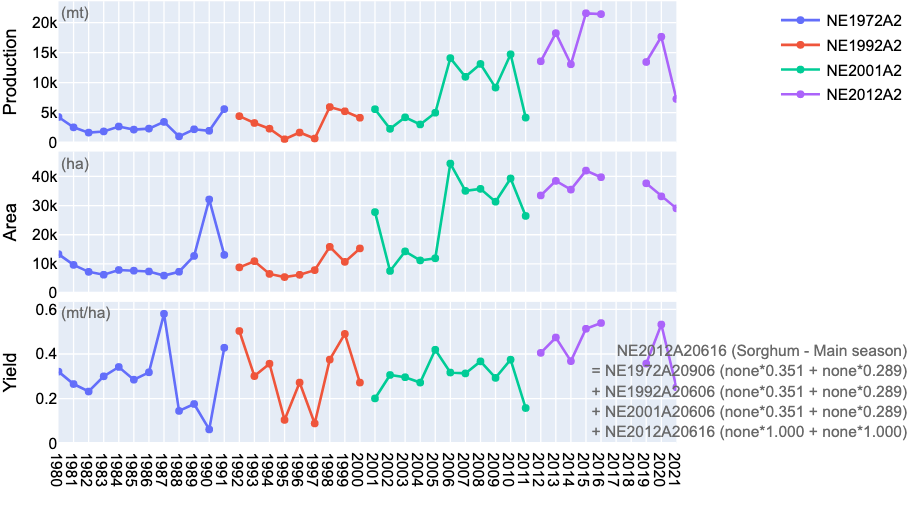 (mt)
20k
15k
10k
5k
0
Production
NE1972A2
NE1992A2
NE2001A2
NE2012A2
(ha)
40k
30k
20k
10k
0
Area
(mt/ha)
0.6
0.4
0.2
0
Yield
NE2012A20616 (Sorghum - Main season)
= NE1972A20906 (none*0.351 + none*0.289)
+ NE1992A20606 (none*0.351 + none*0.289)
+ NE2001A20606 (none*0.351 + none*0.289)
+ NE2012A20616 (none*1.000 + none*1.000)
1980
1981
1982
1983
1984
1985
1986
1987
1988
1989
1990
1991
1992
1993
1994
1995
1996
1997
1998
1999
2000
2001
2002
2003
2004
2005
2006
2007
2008
2009
2010
2011
2012
2013
2014
2015
2016
2017
2018
2019
2020
2021